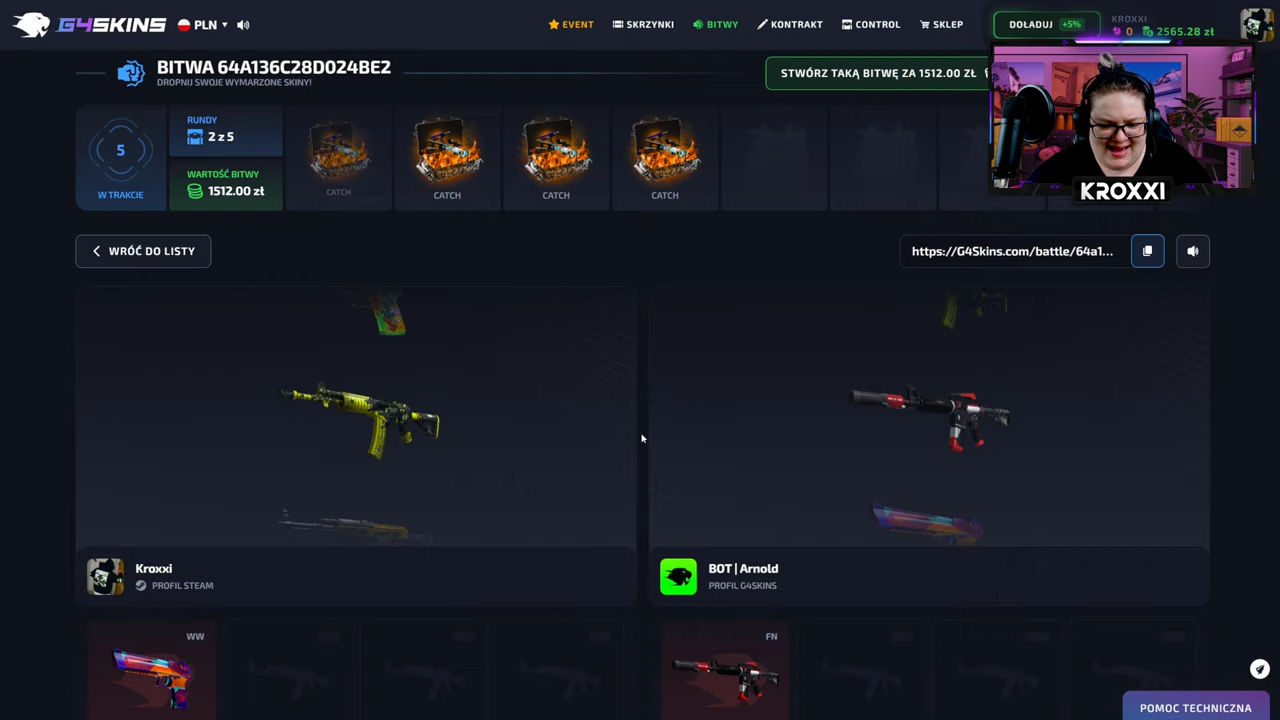 G4SKINS
PLN
EVENT
SKRZYNKI
BITWY
KONTRAKT
CONTROL
SKLEP
DOŁADUJ +5%
KROXXI
0 2565.28 zł
BITWA 64A136C28D024BE2
DROPNIJ SWOJE WYMARZONE SKINY!
STWÓRZ TAKĄ BITWĘ ZA 1512.00 ZŁ
KROXXI
5
W TRAKCIE
RUNDY
2 z 5
WARTOŚĆ BITWY
1512.00 zł
CATCH
CATCH
CATCH
CATCH
WRÓĆ DO LISTY
https://G4Skins.com/battle/64a1...
Kroxxi
PROFIL STEAM
BOT | Arnold
PROFIL G4SKINS
WW
FN
POMOC TECHNICZNA